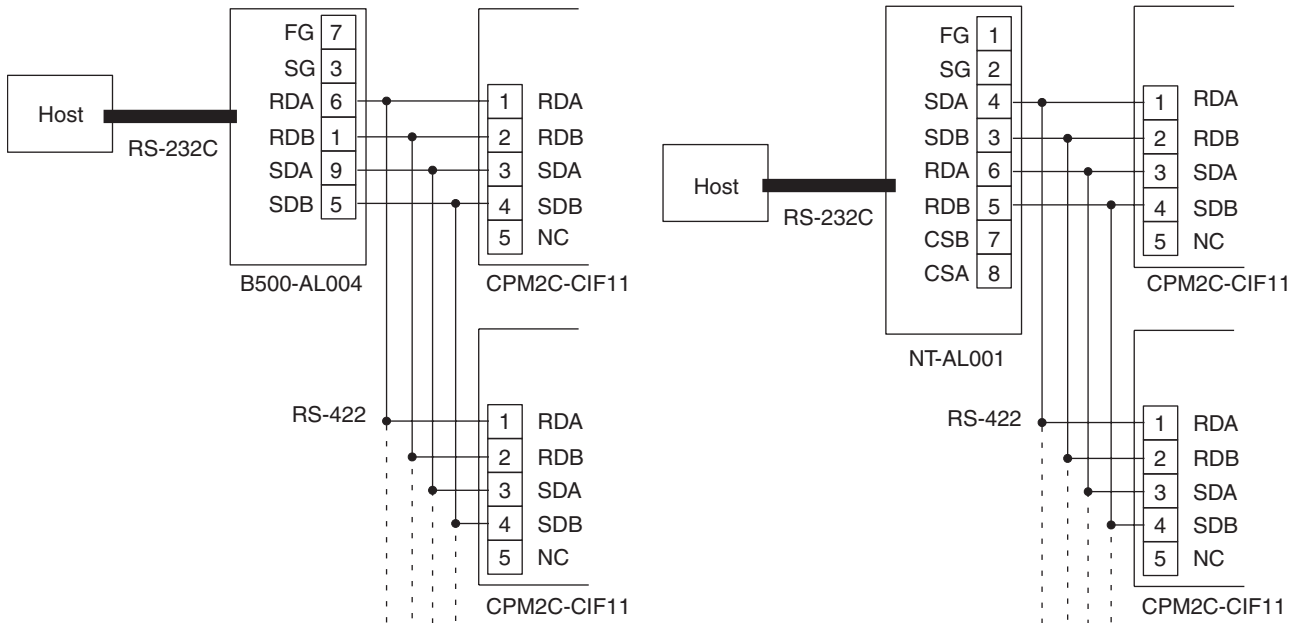 Host
RS-232C
FG 7
SG 3
RDA 6
RDB 1
SDA 9
SDB 5
B500-AL004
1 RDA
2 RDB
3 SDA
4 SDB
5 NC
CPM2C-CIF11
RS-422
1 RDA
2 RDB
3 SDA
4 SDB
5 NC
CPM2C-CIF11
Host
RS-232C
FG 1
SG 2
SDA 4
SDB 3
RDA 6
RDB 5
CSB 7
CSA 8
NT-AL001
1 RDA
2 RDB
3 SDA
4 SDB
5 NC
CPM2C-CIF11
RS-422
1 RDA
2 RDB
3 SDA
4 SDB
5 NC
CPM2C-CIF11